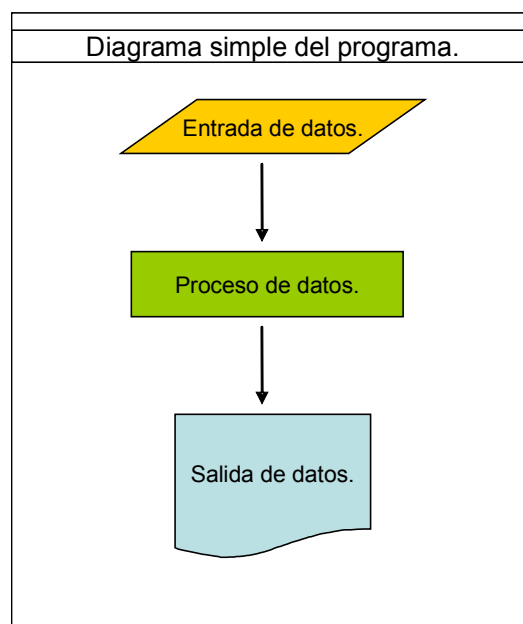 Diagrama simple del programa.
Entrada de datos.
Proceso de datos.
Salida de datos.